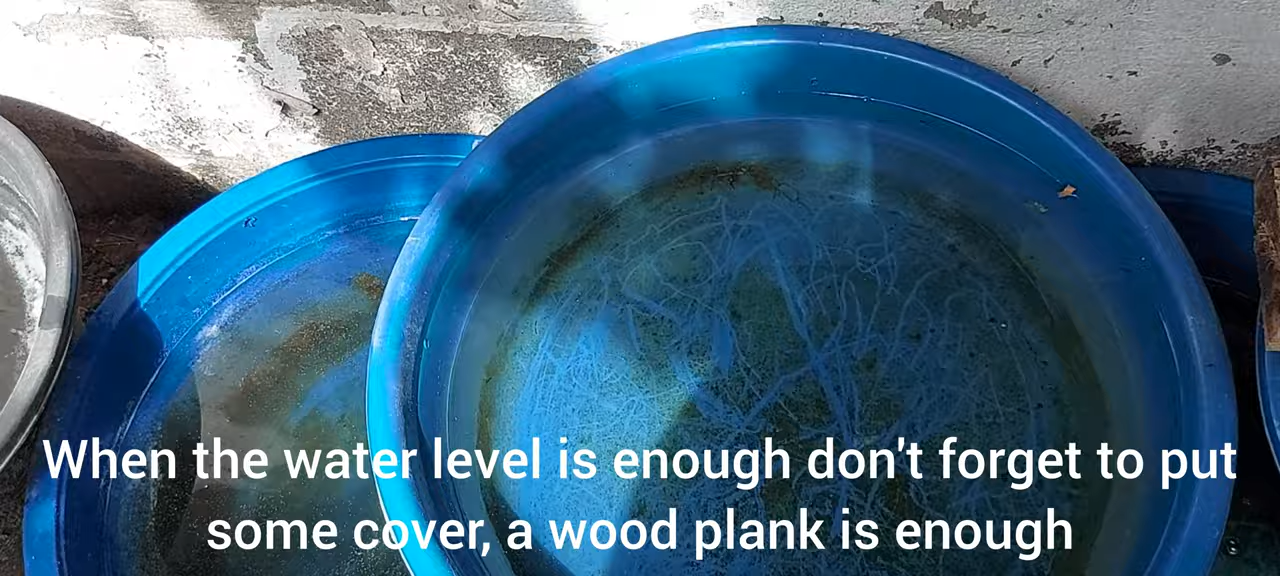 When the water level is enough don't forget to put
some cover, a wood plank is enough